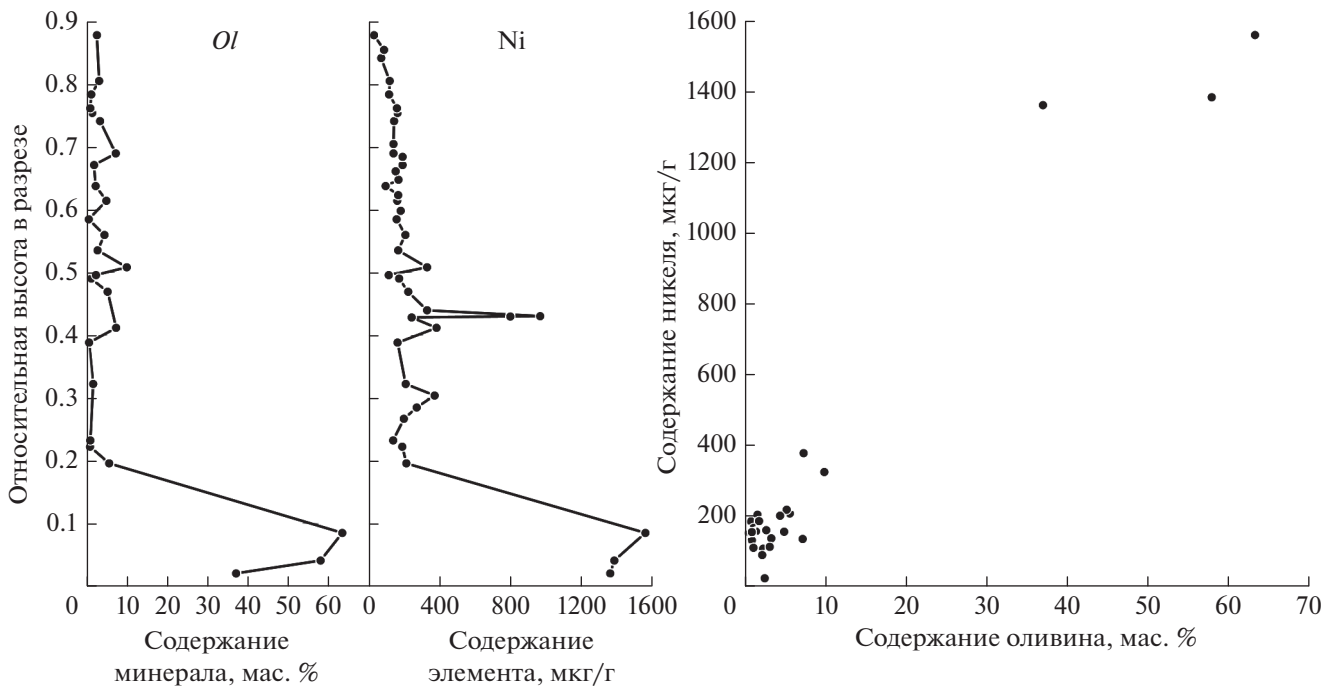 Ol
Ni
Относительная высота в разрезе
0.9
0.8
0.7
0.6
0.5
0.4
0.3
0.2
0.1
0 10 20 30 40 50 60
Содержание
минерала, мас. %
0 400 800 1200 1600
Содержание
элемента, мкг/г
Содержание никеля, мкг/г
1600
1400
1200
1000
800
600
400
200
0 10 20 30 40 50 60 70
Содержание оливина, мас. %